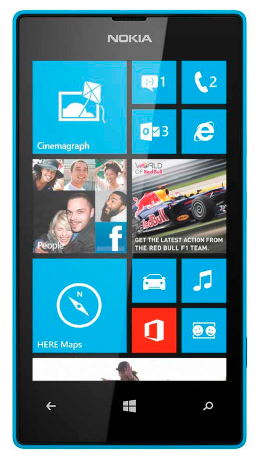 NOKIA
1
2
Cinemagraph
3
WORLD
OF Red Bull
People
f
GET THE LATEST ACTION FROM
THE RED BULL F1 TEAM.
HERE Maps